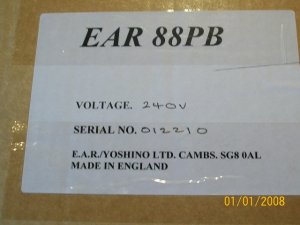 EAR 88PB
VOLTAGE. 240V
SERIAL NO. 012210
E.A.R./YOSHINO LTD. CAMBS. SG8 0AL
MADE IN ENGLAND
01/01/2008